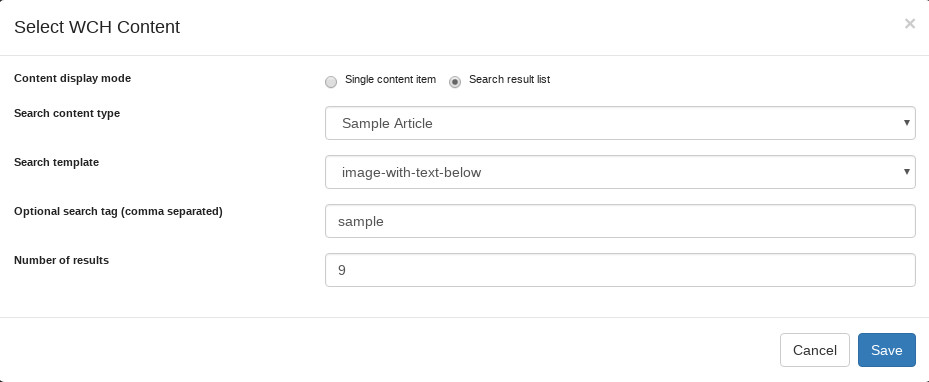 Select WCH Content
×
Content display mode
Single content item Search result list
Search content type
Sample Article
Search template
image-with-text-below
Optional search tag (comma separated)
sample
Number of results
9
Cancel Save